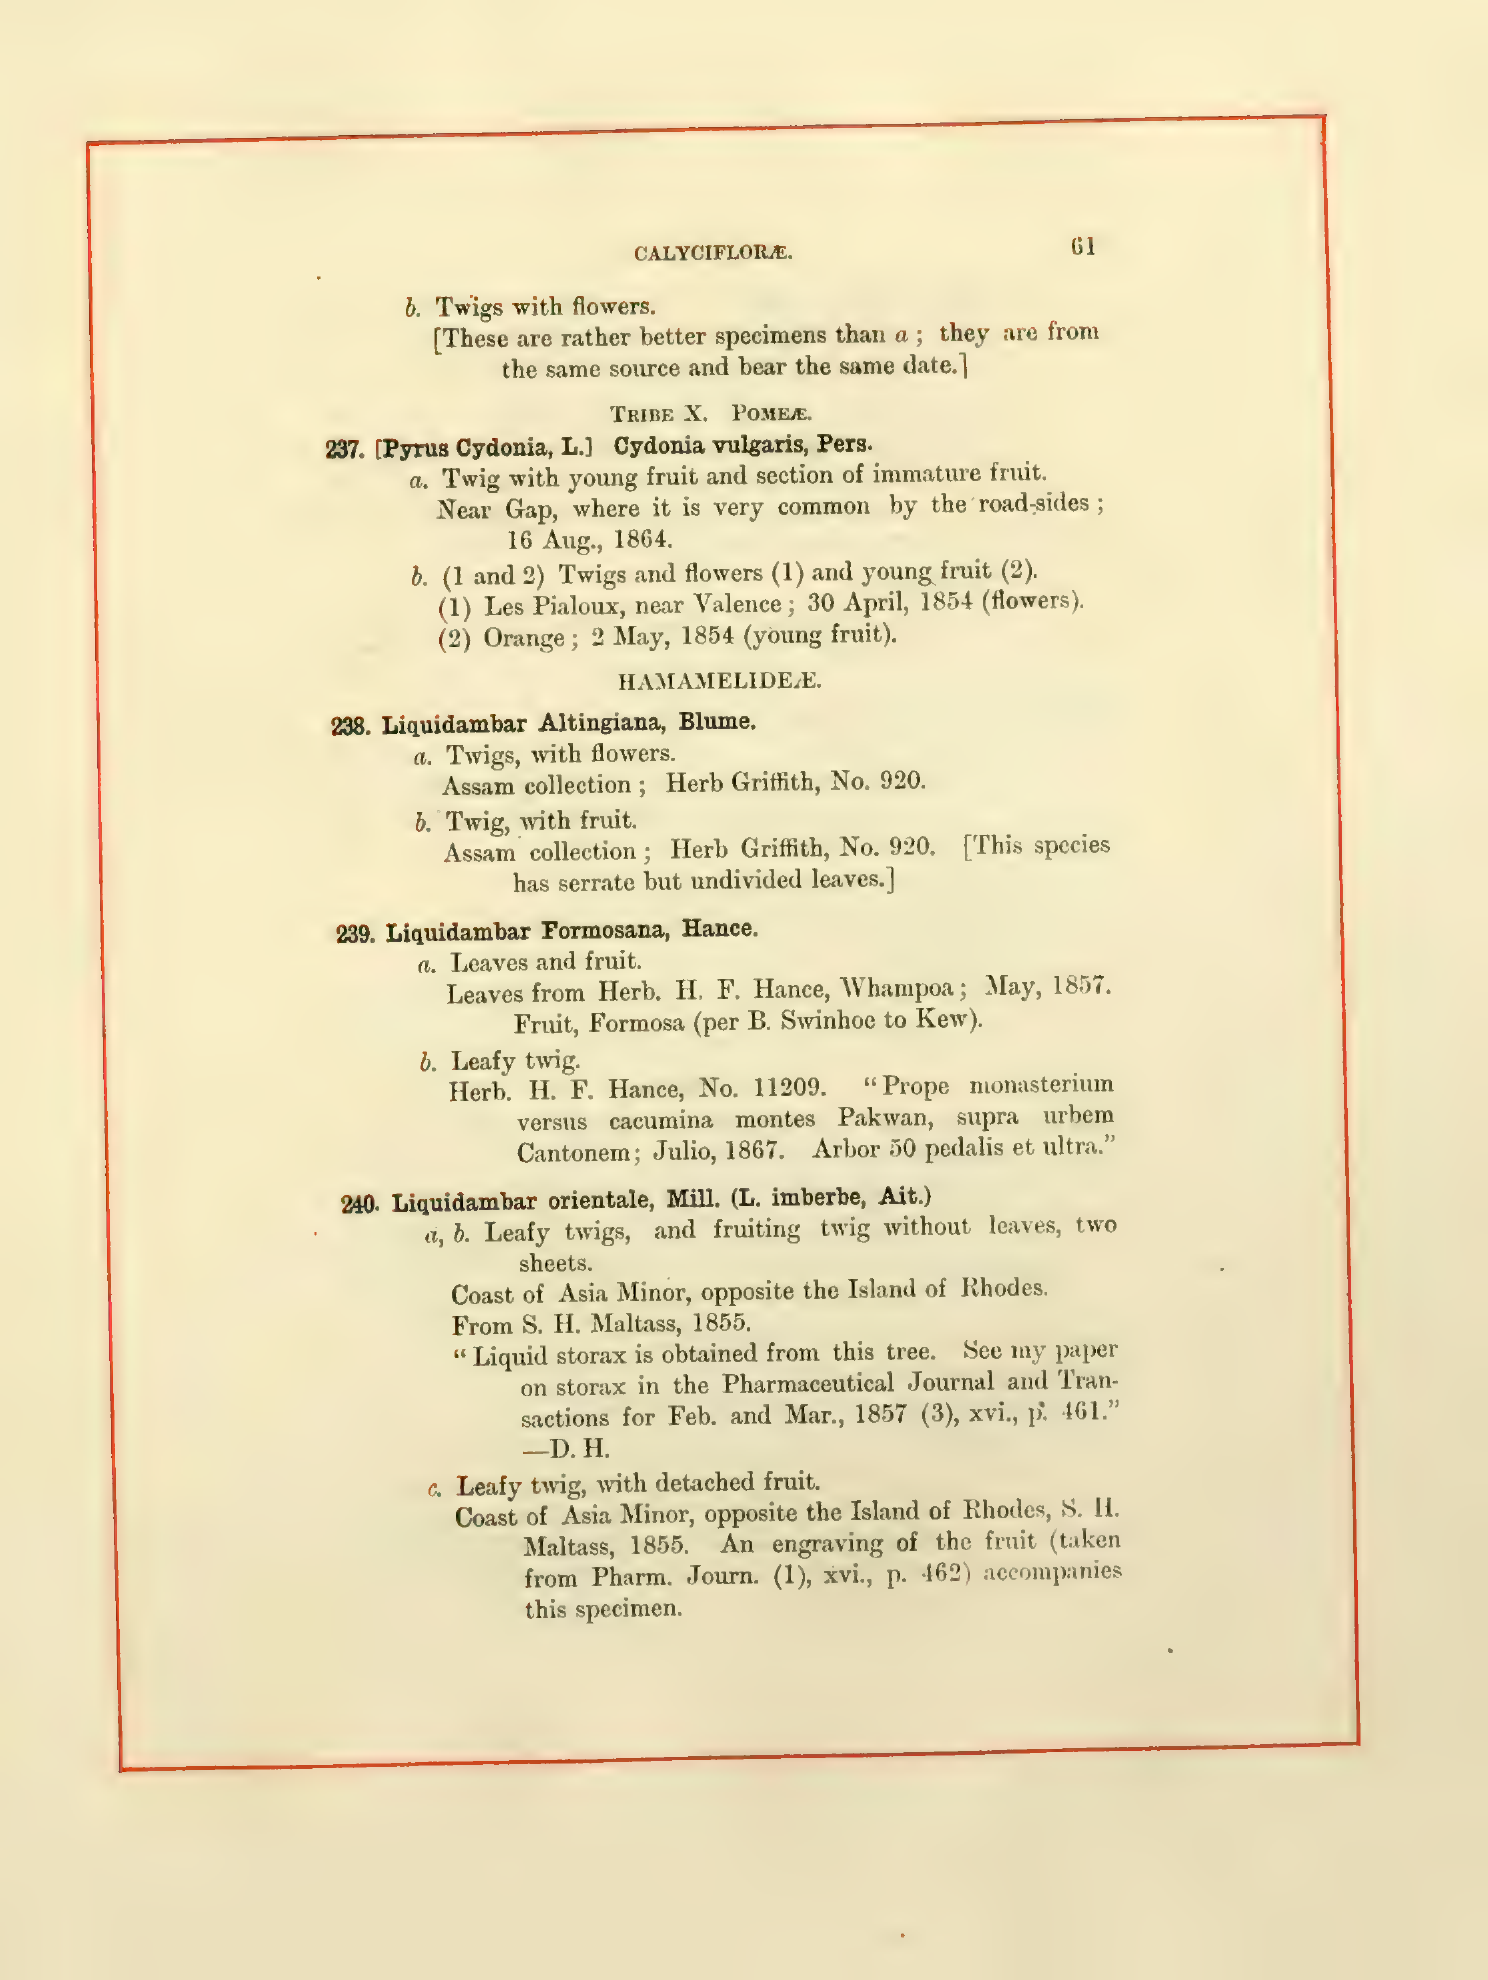 CALYCIFLORÆ. 61
b. Twigs with flowers.
[These are rather better specimens than a ; they are from
the same source and bear the same date.]
TRIBE X. POMEÆ.
237. [Pyrus Cydonia, L.] Cydonia vulgaris, Pers.
a. Twig with young fruit and section of immature fruit.
Near Gap, where it is very common by the road-sides ;
16 Aug., 1864.
b. (1 and 2) Twigs and flowers (1) and young fruit (2).
(1) Les Pialoux, near Valence ; 30 April, 1854 (flowers).
(2) Orange ; 2 May, 1854 (young fruit).
HAMAMELIDEÆ.
238. Liquidambar Altingiana, Blume.
a. Twigs, with flowers.
Assam collection ; Herb Griffith, No. 920.
b. Twig, with fruit.
Assam collection ; Herb Griffith, No. 920. [This species
has serrate but undivided leaves.]
239. Liquidambar Formosana, Hance.
a. Leaves and fruit.
Leaves from Herb. H. F. Hance, Whampoa ; May, 1857.
Fruit, Formosa (per B. Swinhoe to Kew).
b. Leafy twig.
Herb. H. F. Hance, No. 11209. “Prope monasterium
versus cacumina montes Pakwan, supra urbem
Cantonem ; Julio, 1867. Arbor 50 pedalis et ultra.”
240. Liquidambar orientale, Mill. (L. imberbe, Ait.)
a, b. Leafy twigs, and fruiting twig without leaves, two
sheets.
Coast of Asia Minor, opposite the Island of Rhodes.
From S. H. Maltass, 1855.
“Liquid storax is obtained from this tree. See my paper
on storax in the Pharmaceutical Journal and Tran-
sactions for Feb. and Mar., 1857 (3), xvi., p. 461.”
—D. H.
c. Leafy twig, with detached fruit.
Coast of Asia Minor, opposite the Island of Rhodes, S. H.
Maltass, 1855. An engraving of the fruit (taken
from Pharm. Journ. (1), xvi., p. 462) accompanies
this specimen.